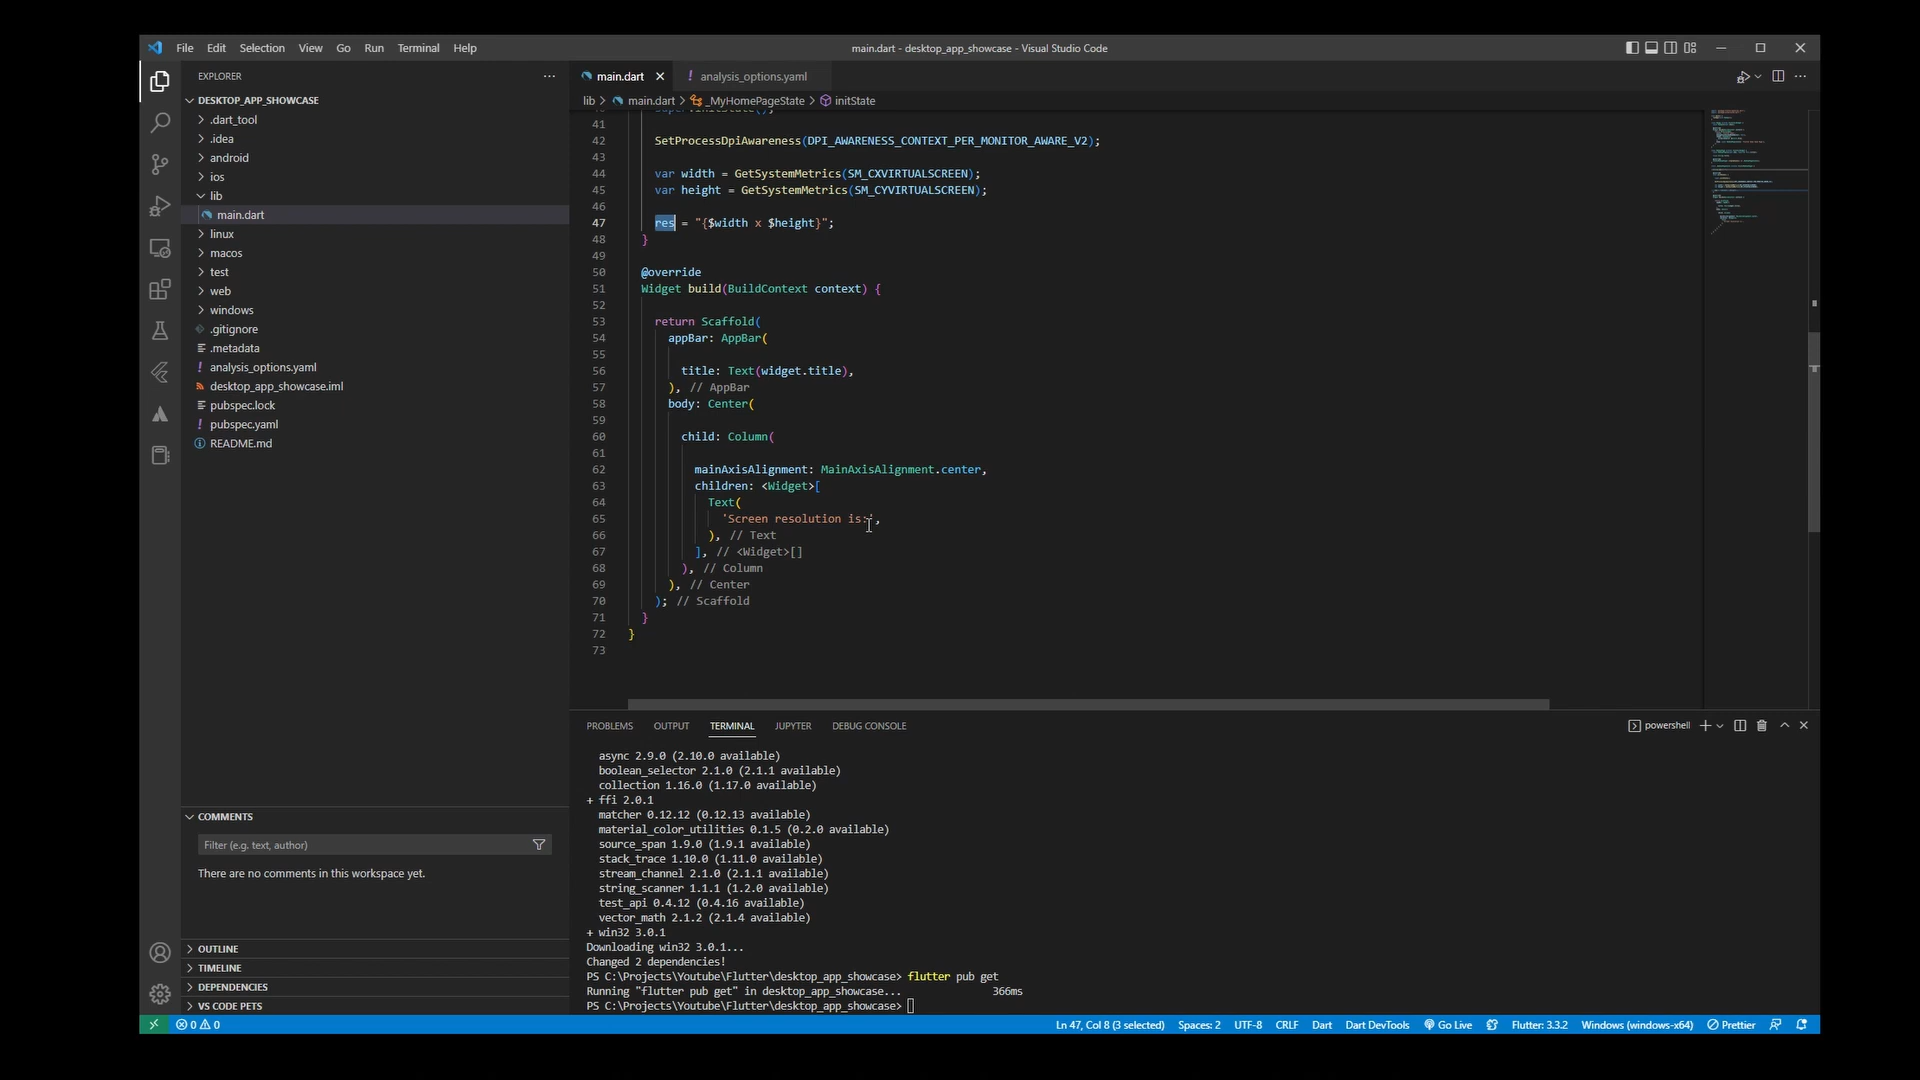 File Edit Selection View Go Run Terminal Help
main.dart - desktop_app_showcase - Visual Studio Code
EXPLORER
DESKTOP_APP_SHOWCASE
.dart_tool
.idea
android
ios
lib
main.dart
linux
macos
test
web
windows
.gitignore
.metadata
! analysis_options.yaml
desktop_app_showcase.iml
pubspec.lock
! pubspec.yaml
README.md
COMMENTS
Filter (e.g. text, author)
There are no comments in this workspace yet.
OUTLINE
TIMELINE
DEPENDENCIES
VS CODE PETS
main.dart
! analysis_options.yaml
lib > main.dart > _MyHomePageState > initState
super.initState();
41
42 SetProcessDpiAwareness(DPI_AWARENESS_CONTEXT_PER_MONITOR_AWARE_V2);
43
44 var width = GetSystemMetrics(SM_CXVIRTUALSCREEN);
45 var height = GetSystemMetrics(SM_CYVIRTUALSCREEN);
46
47 res = "{$width x $height}";
48 }
49
50 @override
51 Widget build(BuildContext context) {
52
53 return Scaffold(
54 appBar: AppBar(
55
56 title: Text(widget.title),
57 ), // AppBar
58 body: Center(
59
60 child: Column(
61
62 mainAxisAlignment: MainAxisAlignment.center,
63 children: <Widget>[
64 Text(
65 'Screen resolution is:',
66 ), // Text
67 ], // <Widget>[]
68 ), // Column
69 ), // Center
70 ); // Scaffold
71 }
72 }
73
PROBLEMS OUTPUT TERMINAL JUPYTER DEBUG CONSOLE
powershell
async 2.9.0 (2.10.0 available)
boolean_selector 2.1.0 (2.1.1 available)
collection 1.16.0 (1.17.0 available)
+ ffi 2.0.1
matcher 0.12.12 (0.12.13 available)
material_color_utilities 0.1.5 (0.2.0 available)
source_span 1.9.0 (1.9.1 available)
stack_trace 1.10.0 (1.11.0 available)
stream_channel 2.1.0 (2.1.1 available)
string_scanner 1.1.1 (1.2.0 available)
test_api 0.4.12 (0.4.16 available)
vector_math 2.1.2 (2.1.4 available)
+ win32 3.0.1
Downloading win32 3.0.1...
Changed 2 dependencies!
PS C:\Projects\Youtube\Flutter\desktop_app_showcase> flutter pub get
Running "flutter pub get" in desktop_app_showcase... 366ms
PS C:\Projects\Youtube\Flutter\desktop_app_showcase>
0 0
Ln 47, Col 8 (3 selected) Spaces: 2 UTF-8 CRLF Dart Dart DevTools Go Live Flutter: 3.3.2 Windows (windows-x64) Prettier